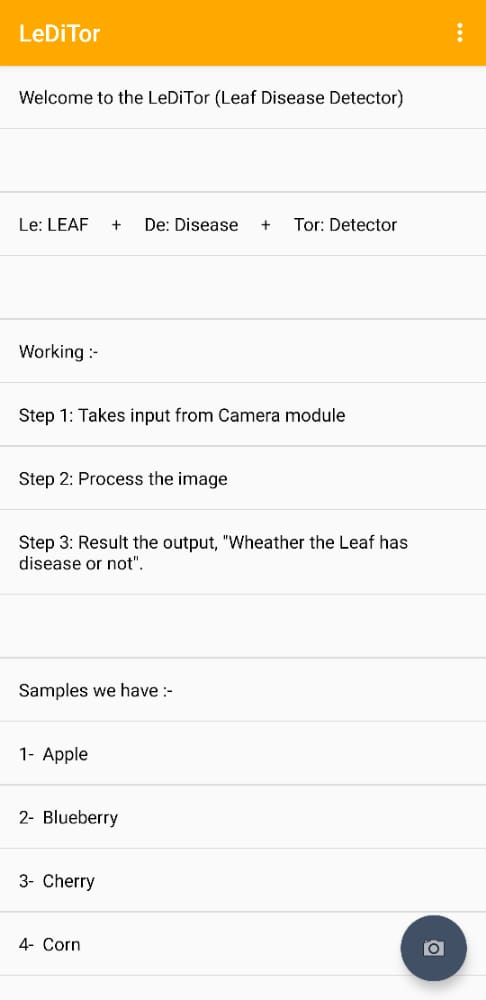 LeDiTor
Welcome to the LeDiTor (Leaf Disease Detector)
Le: LEAF + De: Disease + Tor: Detector
Working :-
Step 1: Takes input from Camera module
Step 2: Process the image
Step 3: Result the output, "Wheather the Leaf has
disease or not".
Samples we have :-
1- Apple
2- Blueberry
3- Cherry
4- Corn